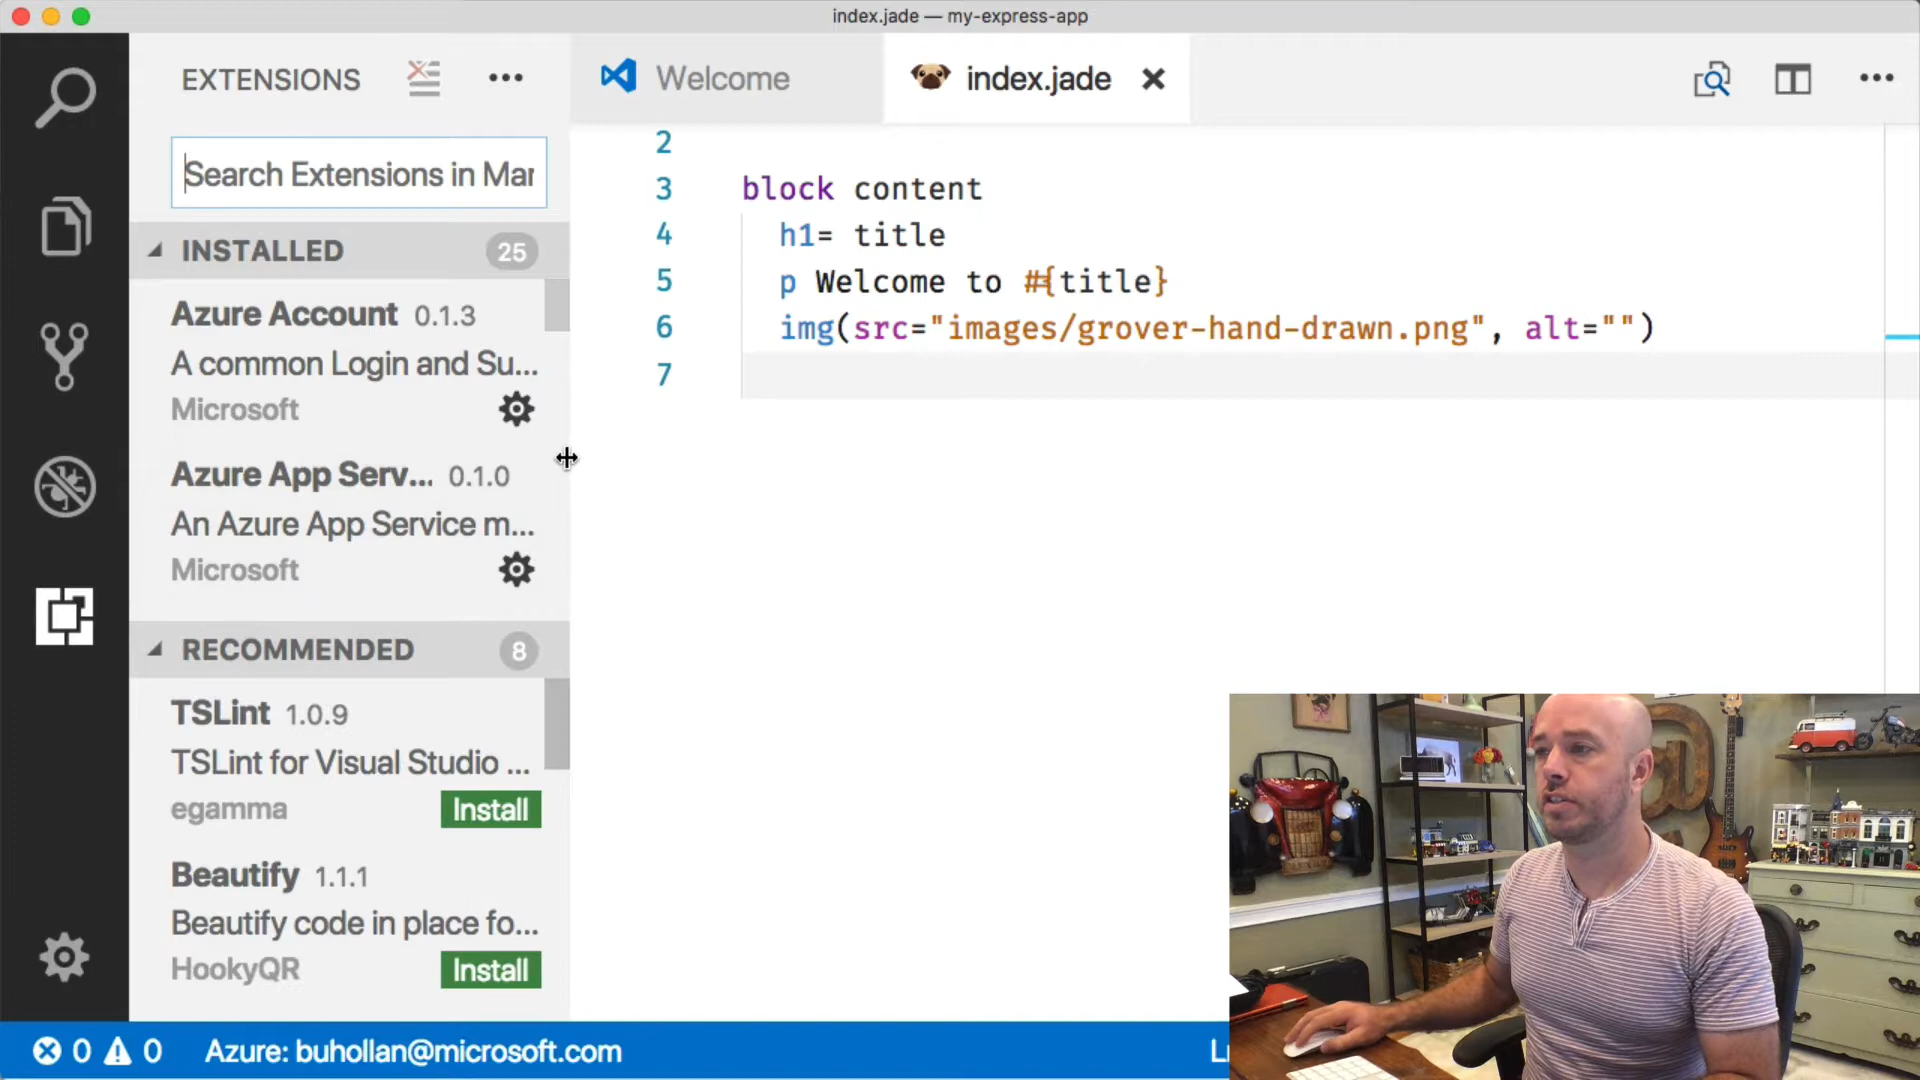 index.jade — my-express-app
EXTENSIONS
Search Extensions in Mar
INSTALLED 25
Azure Account 0.1.3
A common Login and Su...
Microsoft
Azure App Serv... 0.1.0
An Azure App Service m...
Microsoft
RECOMMENDED 8
TSLint 1.0.9
TSLint for Visual Studio ...
egamma Install
Beautify 1.1.1
Beautify code in place fo...
HookyQR Install
Welcome
index.jade
2
3 block content
4 h1= title
5 p Welcome to #{title}
6 img(src="images/grover-hand-drawn.png", alt="")
7
0 0 Azure: buhollan@microsoft.com